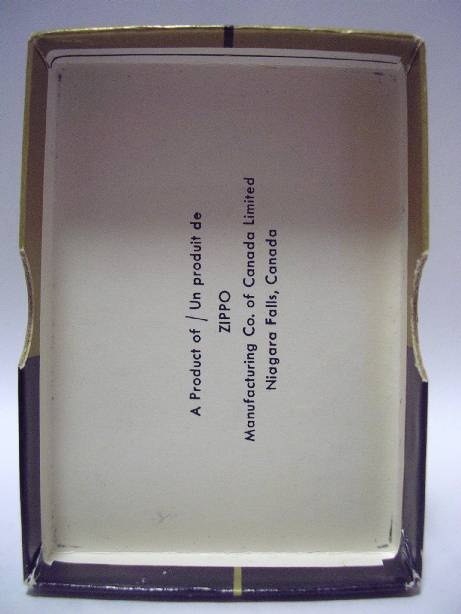 A Product of / Un produit de
ZIPPO
Manufacturing Co. of Canada Limited
Niagara Falls, Canada